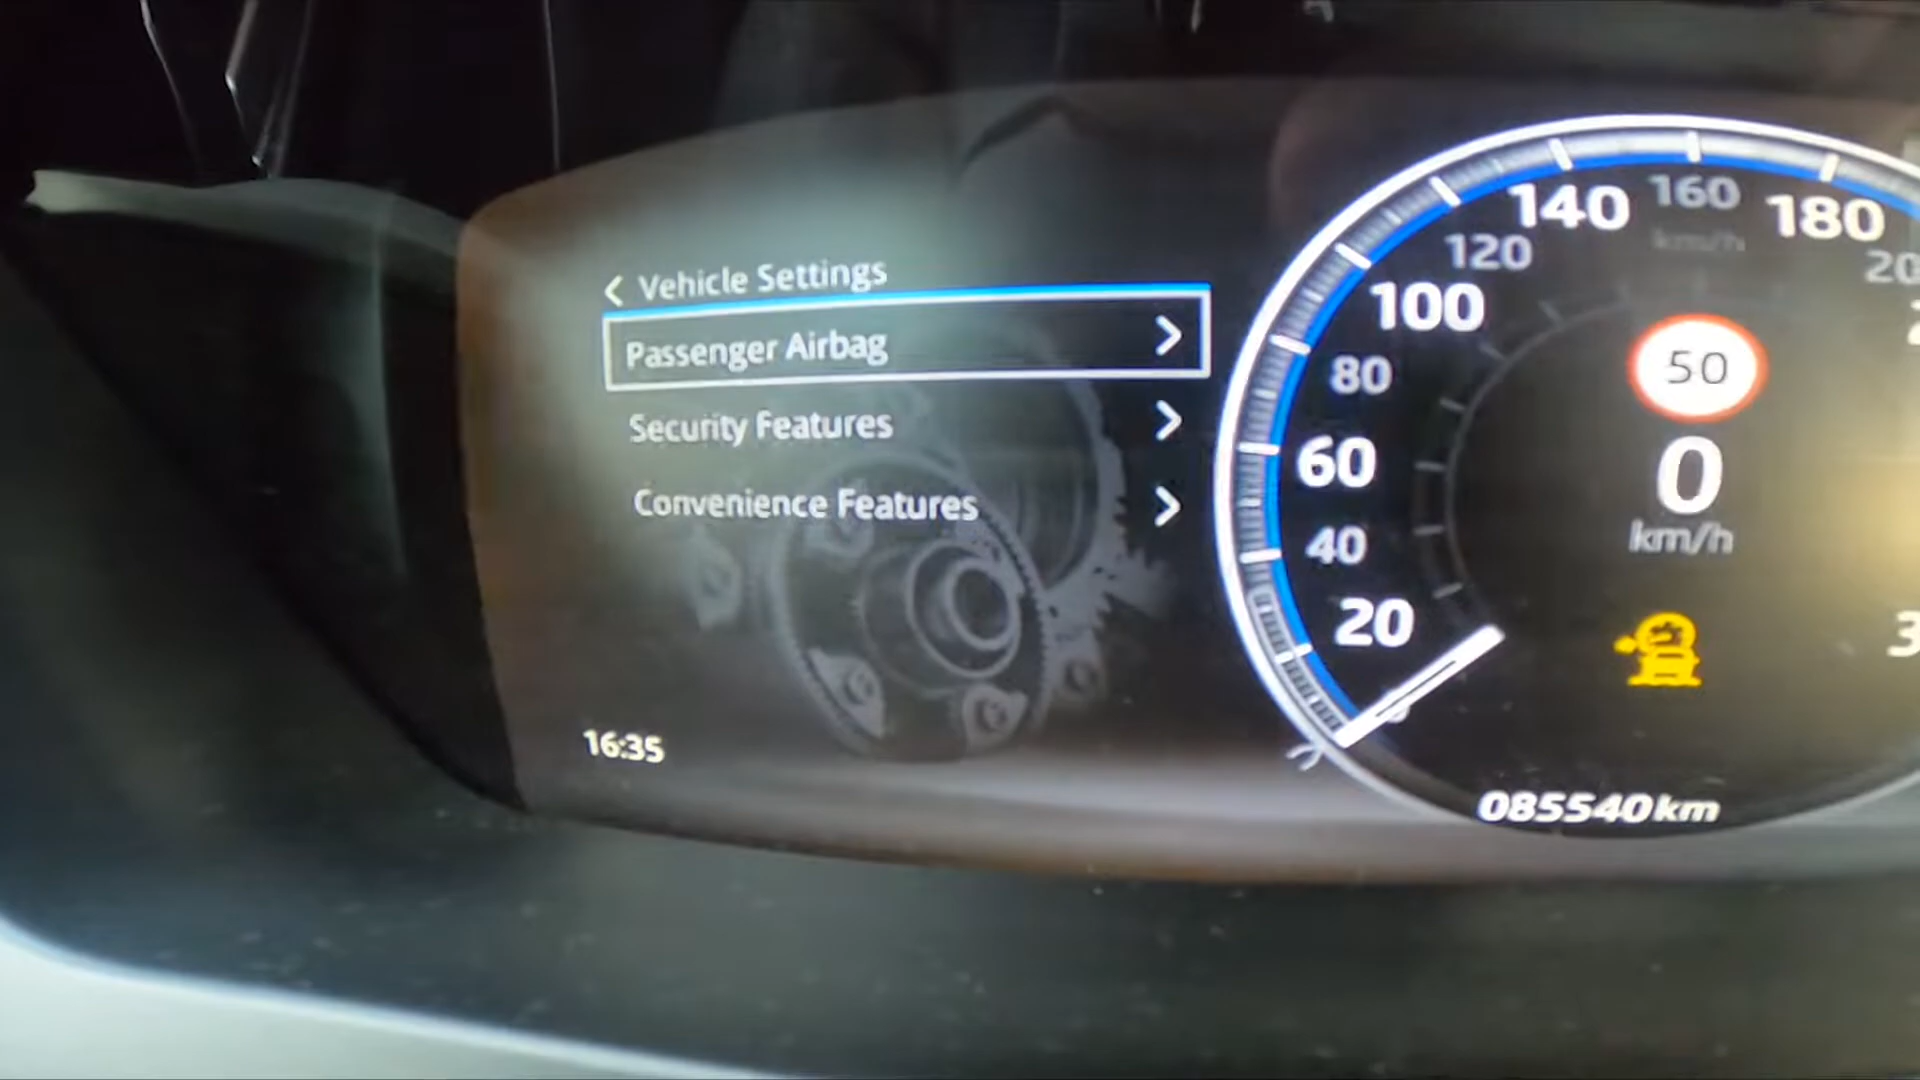 Vehicle Settings
Passenger Airbag
Security Features
Convenience Features
16:35
140
160
180
km/h
120
100
80
60
40
20
50
0
km/h
085540km